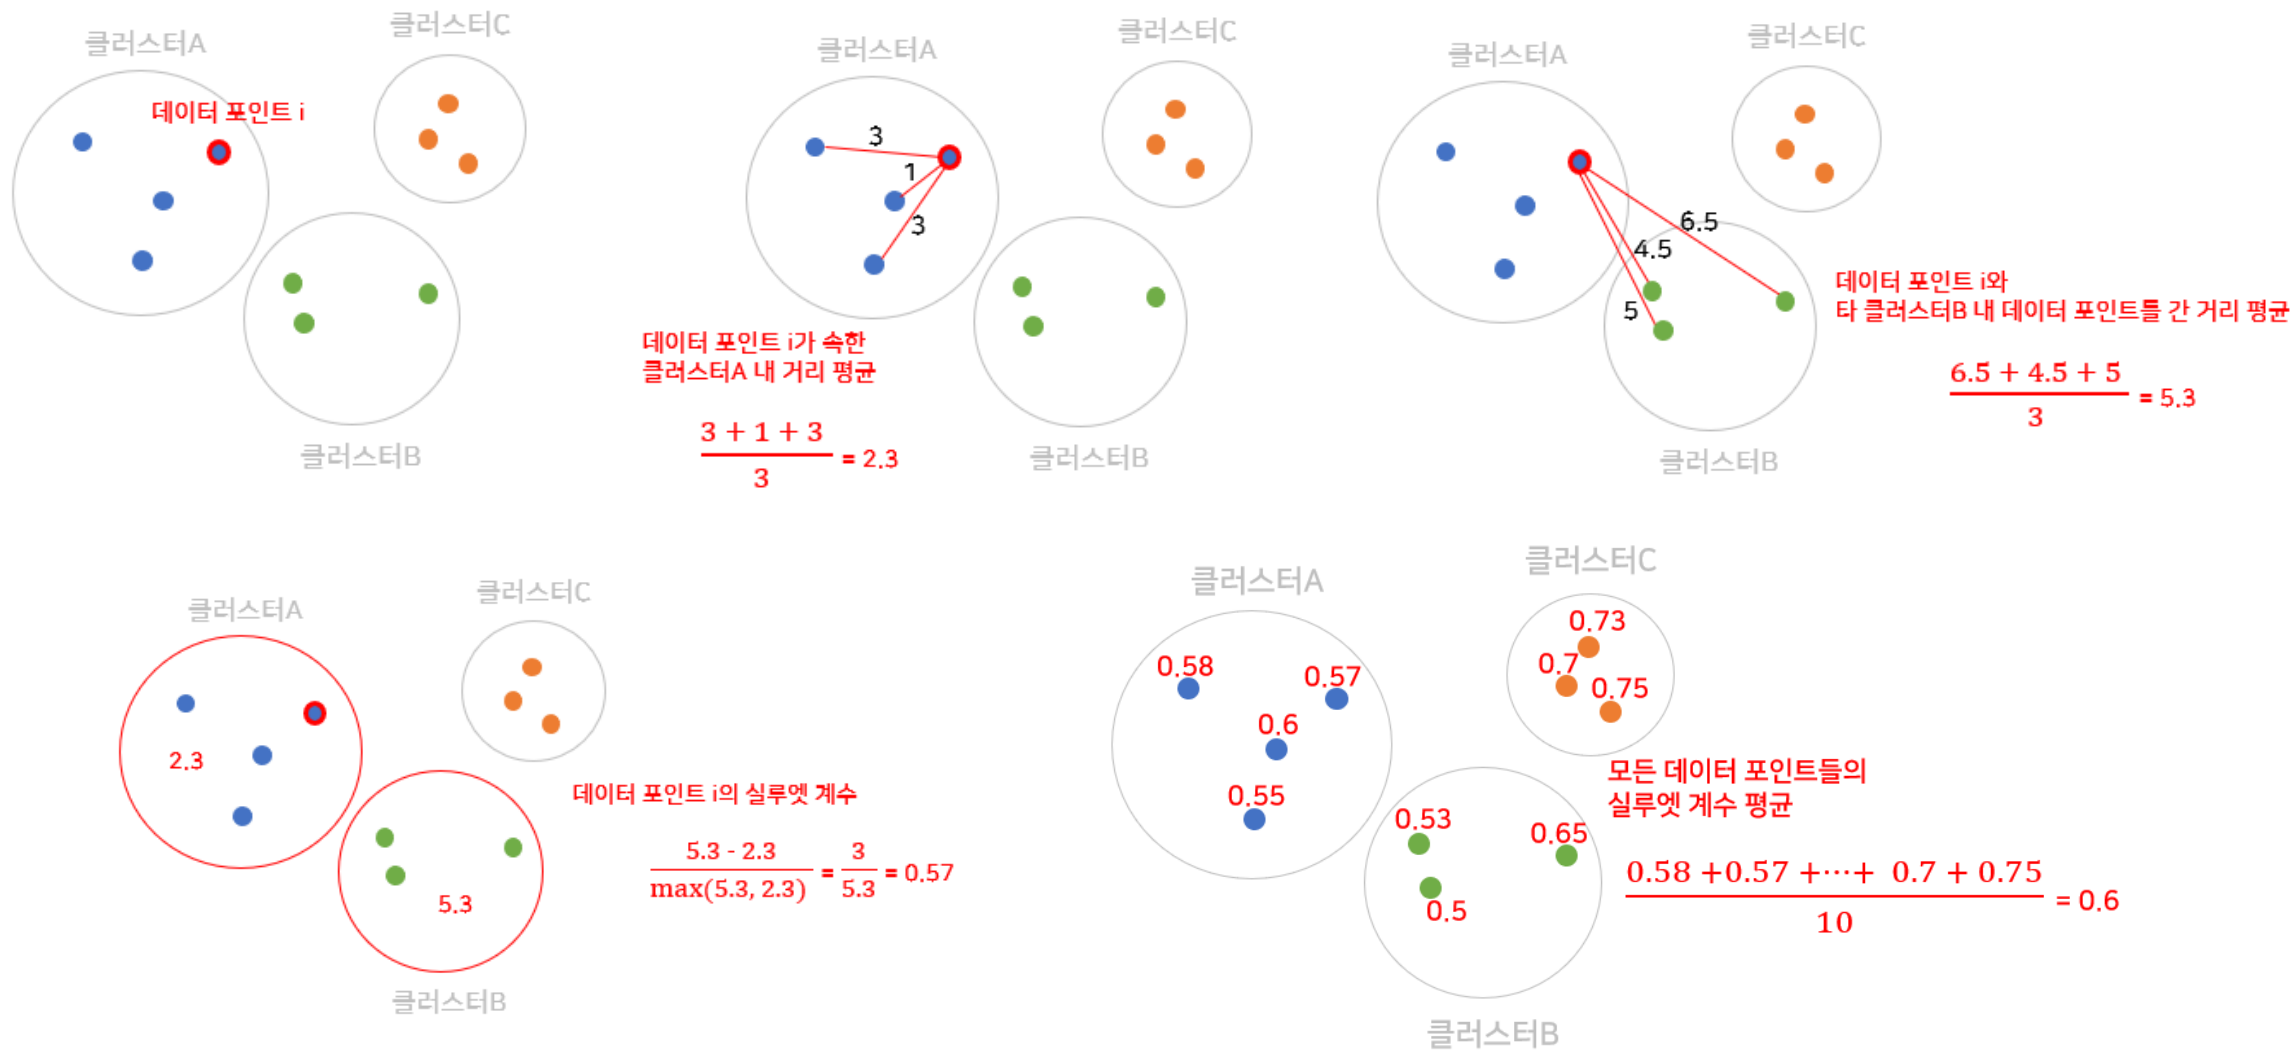 클러스터A
클러스터C
데이터 포인트 i
클러스터B
클러스터A
클러스터C
3
1
3
데이터 포인트 i가 속한
클러스터A 내 거리 평균
3 + 1 + 3
3
= 2.3
클러스터B
클러스터A
클러스터C
6.5
4.5
5
데이터 포인트 i와
타 클러스터B 내 데이터 포인트들 간 거리 평균
6.5 + 4.5 + 5
3
= 5.3
클러스터B
클러스터A
클러스터C
2.3
5.3
데이터 포인트 i의 실루엣 계수
5.3 - 2.3
max(5.3, 2.3)
=
3
5.3
= 0.57
클러스터B
클러스터A
클러스터C
0.58
0.57
0.6
0.55
0.73
0.7
0.75
0.53
0.65
0.5
모든 데이터 포인트들의
실루엣 계수 평균
0.58 +0.57 +⋯+ 0.7 + 0.75
10
= 0.6
클러스터B